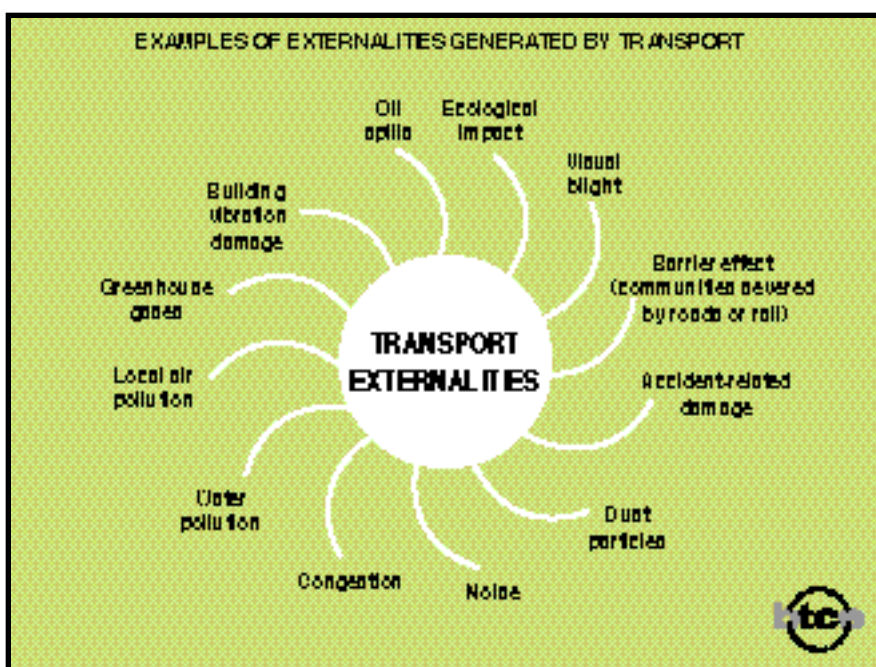 EXAMPLES OF EXTERNALITIES GENERATED BY TRANSPORT
Oil
spills
Ecological
impact
Visual
blight
Building
vibration
damage
Barrier effect
(communities severed
by roads or rail)
Greenhouse
gases
TRANSPORT
EXTERNALITIES
Local air
pollution
Accident-related
damage
Water
pollution
Dust
particles
Congestion
Noise